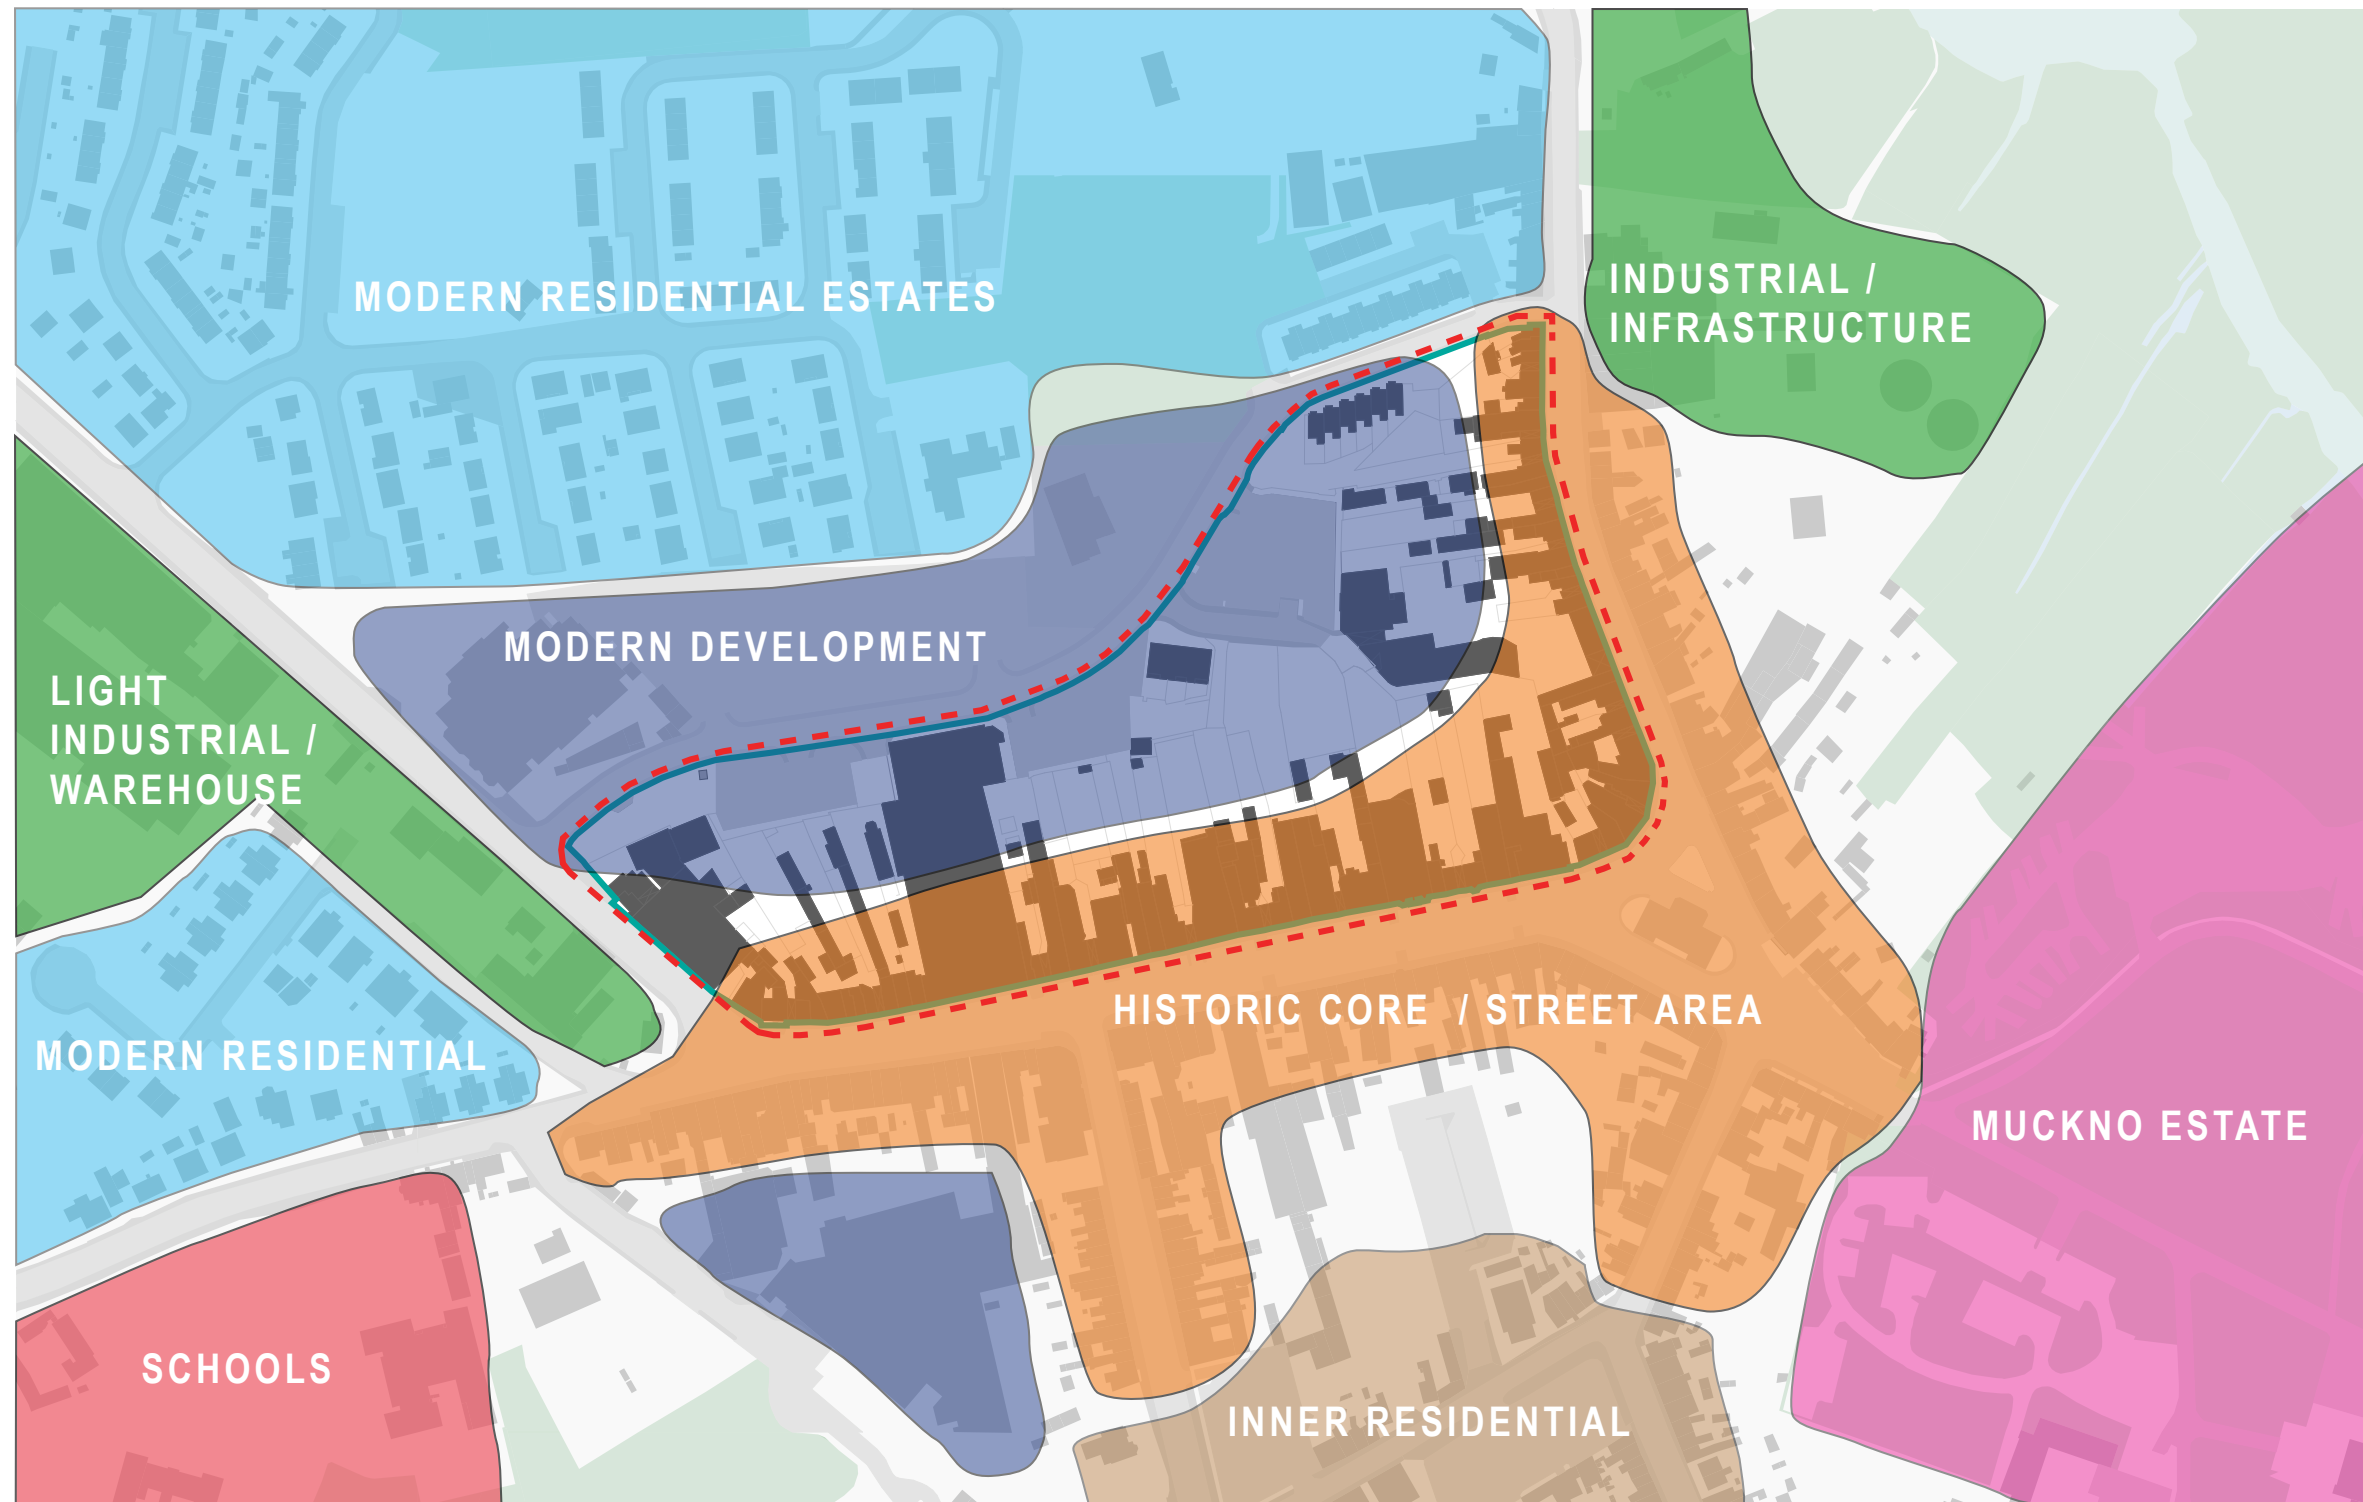 MODERN RESIDENTIAL ESTATES
INDUSTRIAL /
INFRASTRUCTURE
MODERN DEVELOPMENT
LIGHT
INDUSTRIAL /
WAREHOUSE
HISTORIC CORE / STREET AREA
MODERN RESIDENTIAL
MUCKNO ESTATE
SCHOOLS
INNER RESIDENTIAL